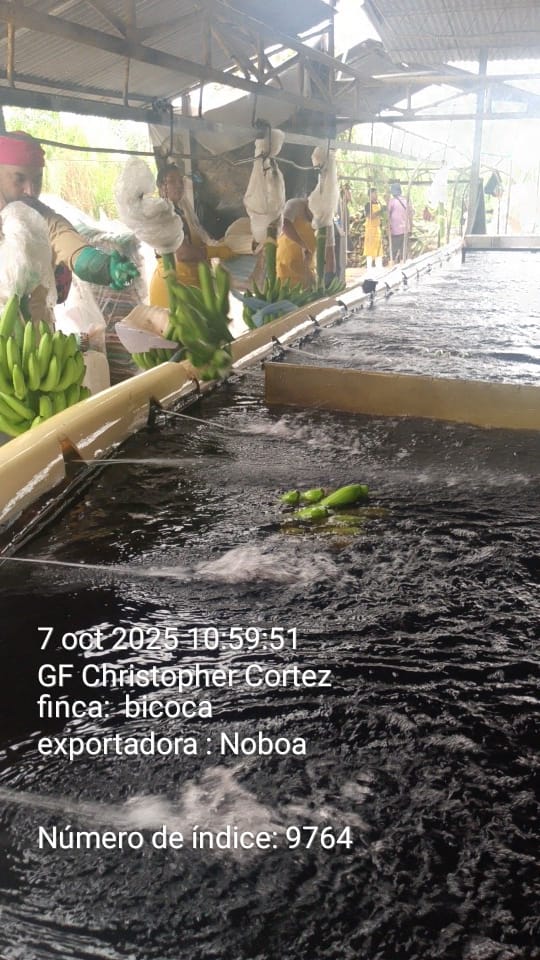 7 oct 2025 10:59:51
GF Christopher Cortez
finca:  bicoca
exportadora : Noboa
Número de índice: 9764